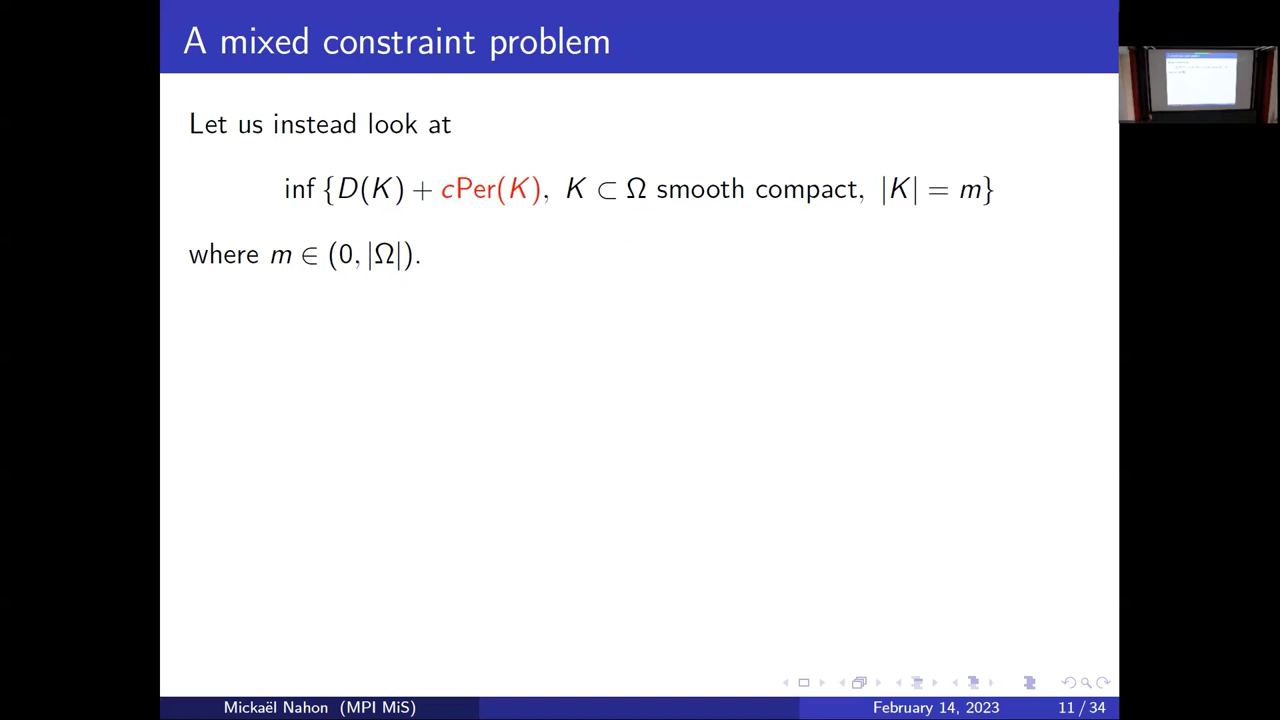 A mixed constraint problem
Let us instead look at
inf {D(K) + cPer(K), K ⊂ Ω smooth compact, |K| = m}
where m ∈ (0, |Ω|).
Mickaël Nahon (MPI MiS) February 14, 2023 11 / 34